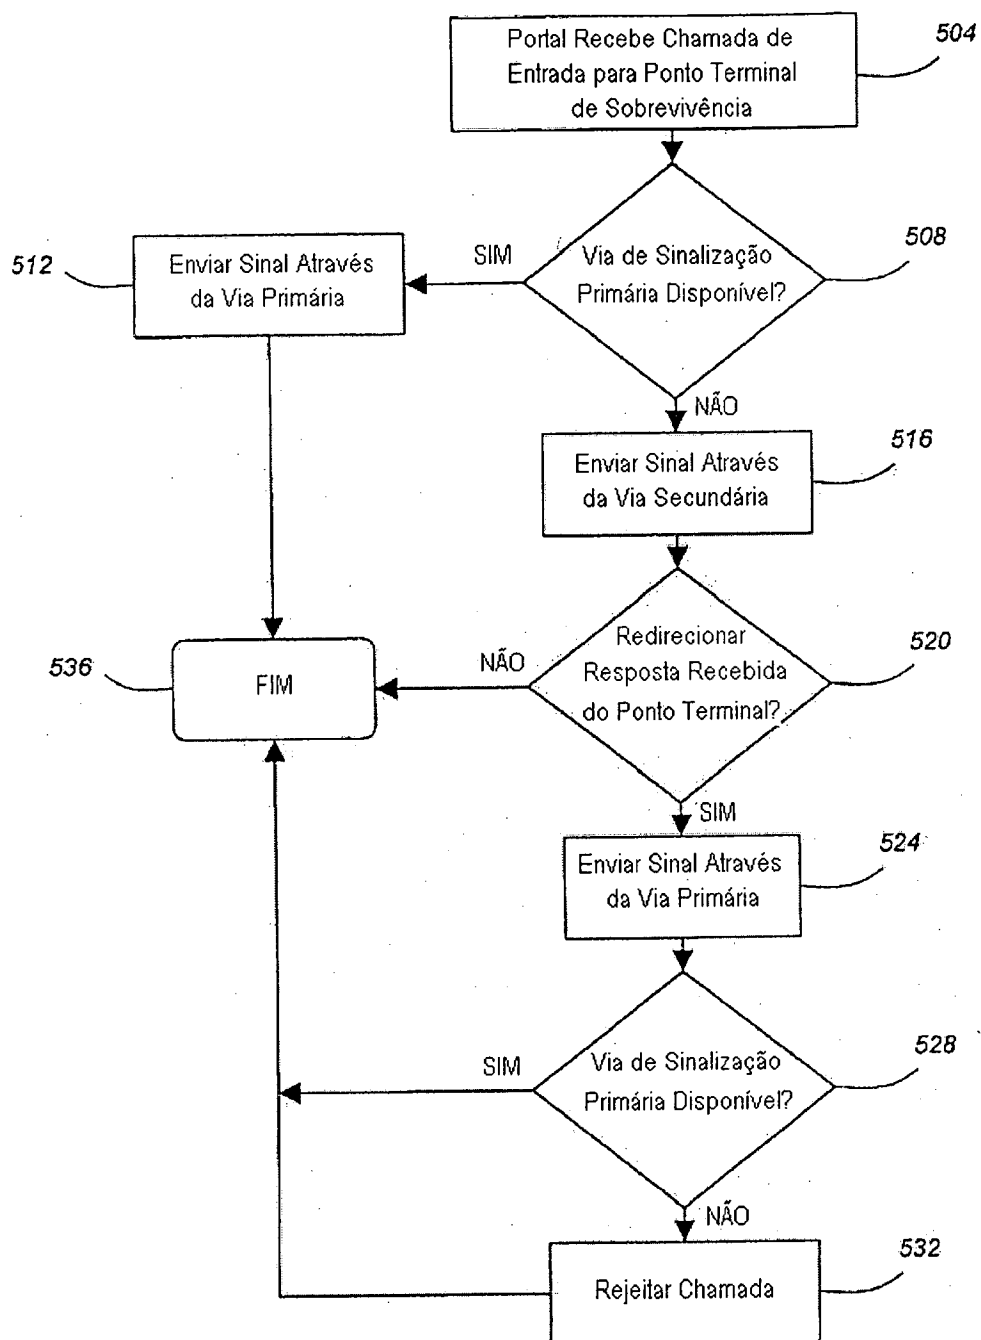 Portal Recebe Chamada de
Entrada para Ponto Terminal
de Sobrevivência
504
Via de Sinalização
Primária Disponível?
508
SIM
Enviar Sinal Através
da Via Primária
512
NÃO
Enviar Sinal Através
da Via Secundária
516
Redirecionar
Resposta Recebida
do Ponto Terminal?
520
NÃO
FIM
536
SIM
Enviar Sinal Através
da Via Primária
524
Via de Sinalização
Primária Disponível?
528
SIM
NÃO
Rejeitar Chamada
532